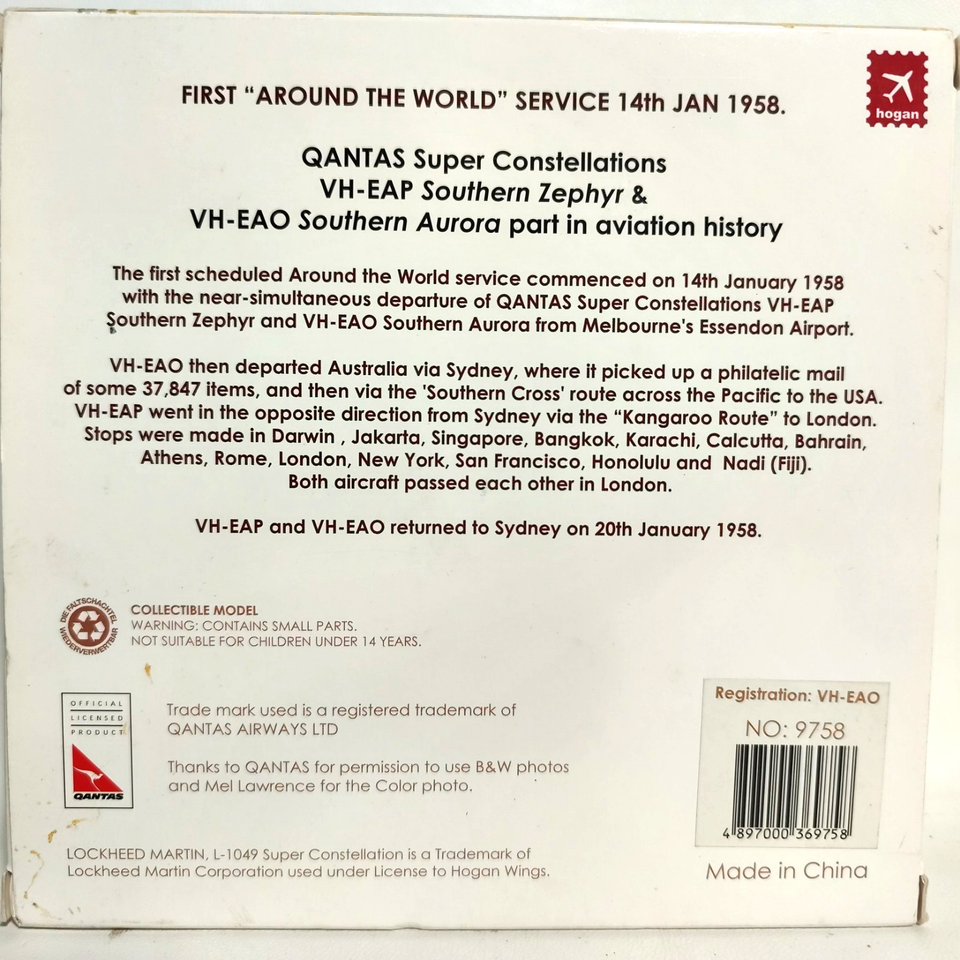 hogan
FIRST “AROUND THE WORLD” SERVICE 14th JAN 1958.
QANTAS Super Constellations
VH-EAP Southern Zephyr &
VH-EAO Southern Aurora part in aviation history
The first scheduled Around the World service commenced on 14th January 1958
with the near-simultaneous departure of QANTAS Super Constellations VH-EAP
Southern Zephyr and VH-EAO Southern Aurora from Melbourne's Essendon Airport.
VH-EAO then departed Australia via Sydney, where it picked up a philatelic mail
of some 37,847 items, and then via the 'Southern Cross' route across the Pacific to the USA.
VH-EAP went in the opposite direction from Sydney via the “Kangaroo Route” to London.
Stops were made in Darwin , Jakarta, Singapore, Bangkok, Karachi, Calcutta, Bahrain,
Athens, Rome, London, New York, San Francisco, Honolulu and Nadi (Fiji).
Both aircraft passed each other in London.
VH-EAP and VH-EAO returned to Sydney on 20th January 1958.
DIE FALTSCHACHTEL
WIEDERVERWERTBAR
COLLECTIBLE MODEL
WARNING: CONTAINS SMALL PARTS.
NOT SUITABLE FOR CHILDREN UNDER 14 YEARS.
OFFICIAL
LICENSED
PRODUCT
QANTAS
Trade mark used is a registered trademark of
QANTAS AIRWAYS LTD
Thanks to QANTAS for permission to use B&W photos
and Mel Lawrence for the Color photo.
Registration: VH-EAO
NO: 9758
4 897000 369758
LOCKHEED MARTIN, L-1049 Super Constellation is a Trademark of
Lockheed Martin Corporation used under License to Hogan Wings.
Made in China